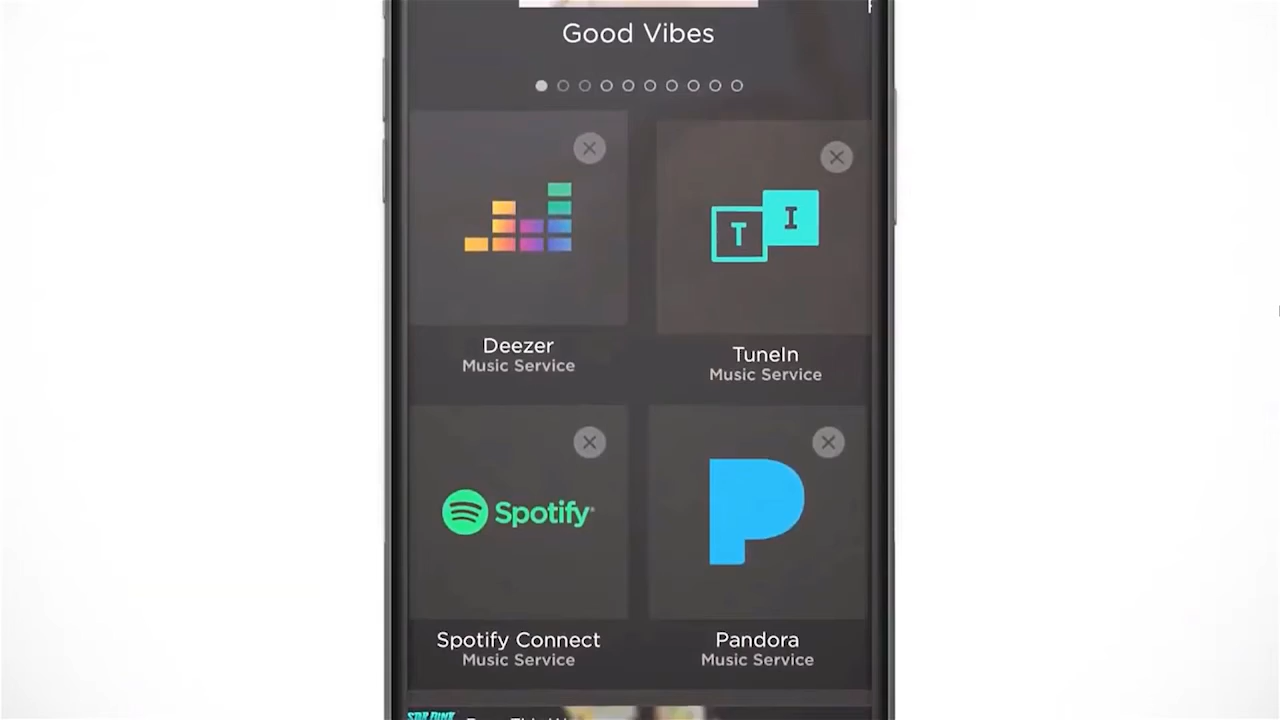 Good Vibes
T I
Deezer
Music Service
TuneIn
Music Service
Spotify
Spotify Connect
Music Service
Pandora
Music Service